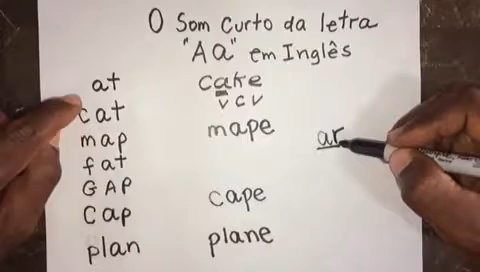 O Som Curto da letra
"Aa" em Inglês
at
cat
map
fat
GAP
Cap
plan
cake
v c v
mape
cape
plane
ar